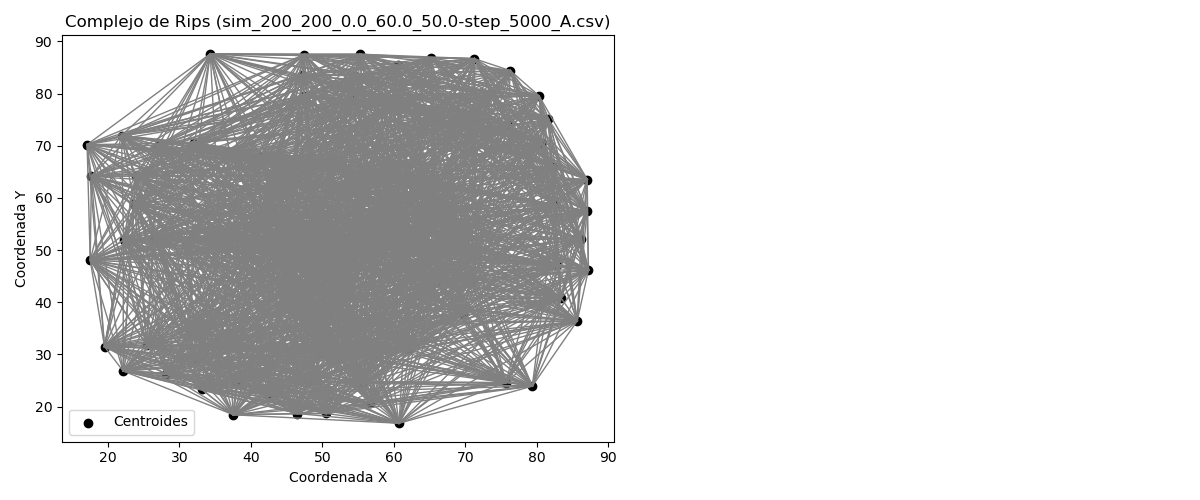 Complejo de Rips (sim_200_200_0.0_60.0_50.0-step_5000_A.csv)
90
80
70
60
50
40
30
20
Coordenada Y
Centroides
20 30 40 50 60 70 80 90
Coordenada X